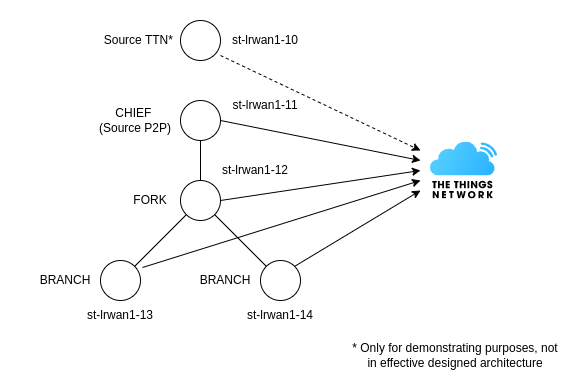 Source TTN*
st-lrwan1-10
CHIEF
(Source P2P)
st-lrwan1-11
st-lrwan1-12
THE THINGS
NETWORK
FORK
BRANCH
BRANCH
st-lrwan1-13
st-lrwan1-14
* Only for demonstrating purposes, not
in effective designed architecture